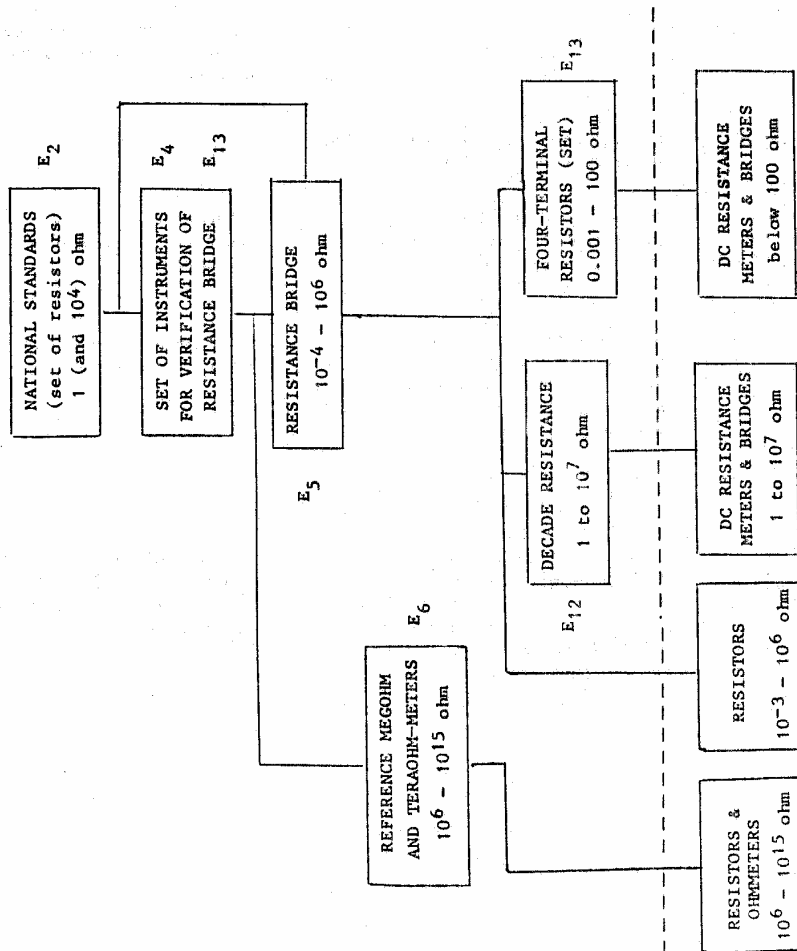 E₂
NATIONAL STANDARDS
(set of resistors)
1 (and 10⁴) ohm
E₄
E₁₃
SET OF INSTRUMENTS
FOR VERIFICATION OF
RESISTANCE BRIDGE
RESISTANCE BRIDGE
10⁻⁴ - 10⁶ ohm
E₅
REFERENCE MEGOHM
AND TERAOHM-METERS
10⁶ - 10¹⁵ ohm
E₆
DECADE RESISTANCE
1 to 10⁷ ohm
E₁₂
FOUR-TERMINAL
RESISTORS (SET)
0.001 - 100 ohm
E₁₃
RESISTORS &
OHMMETERS
10⁶ - 10¹⁵ ohm
RESISTORS
10⁻³ - 10⁶ ohm
DC RESISTANCE
METERS & BRIDGES
1 to 10⁷ ohm
DC RESISTANCE
METERS & BRIDGES
below 100 ohm